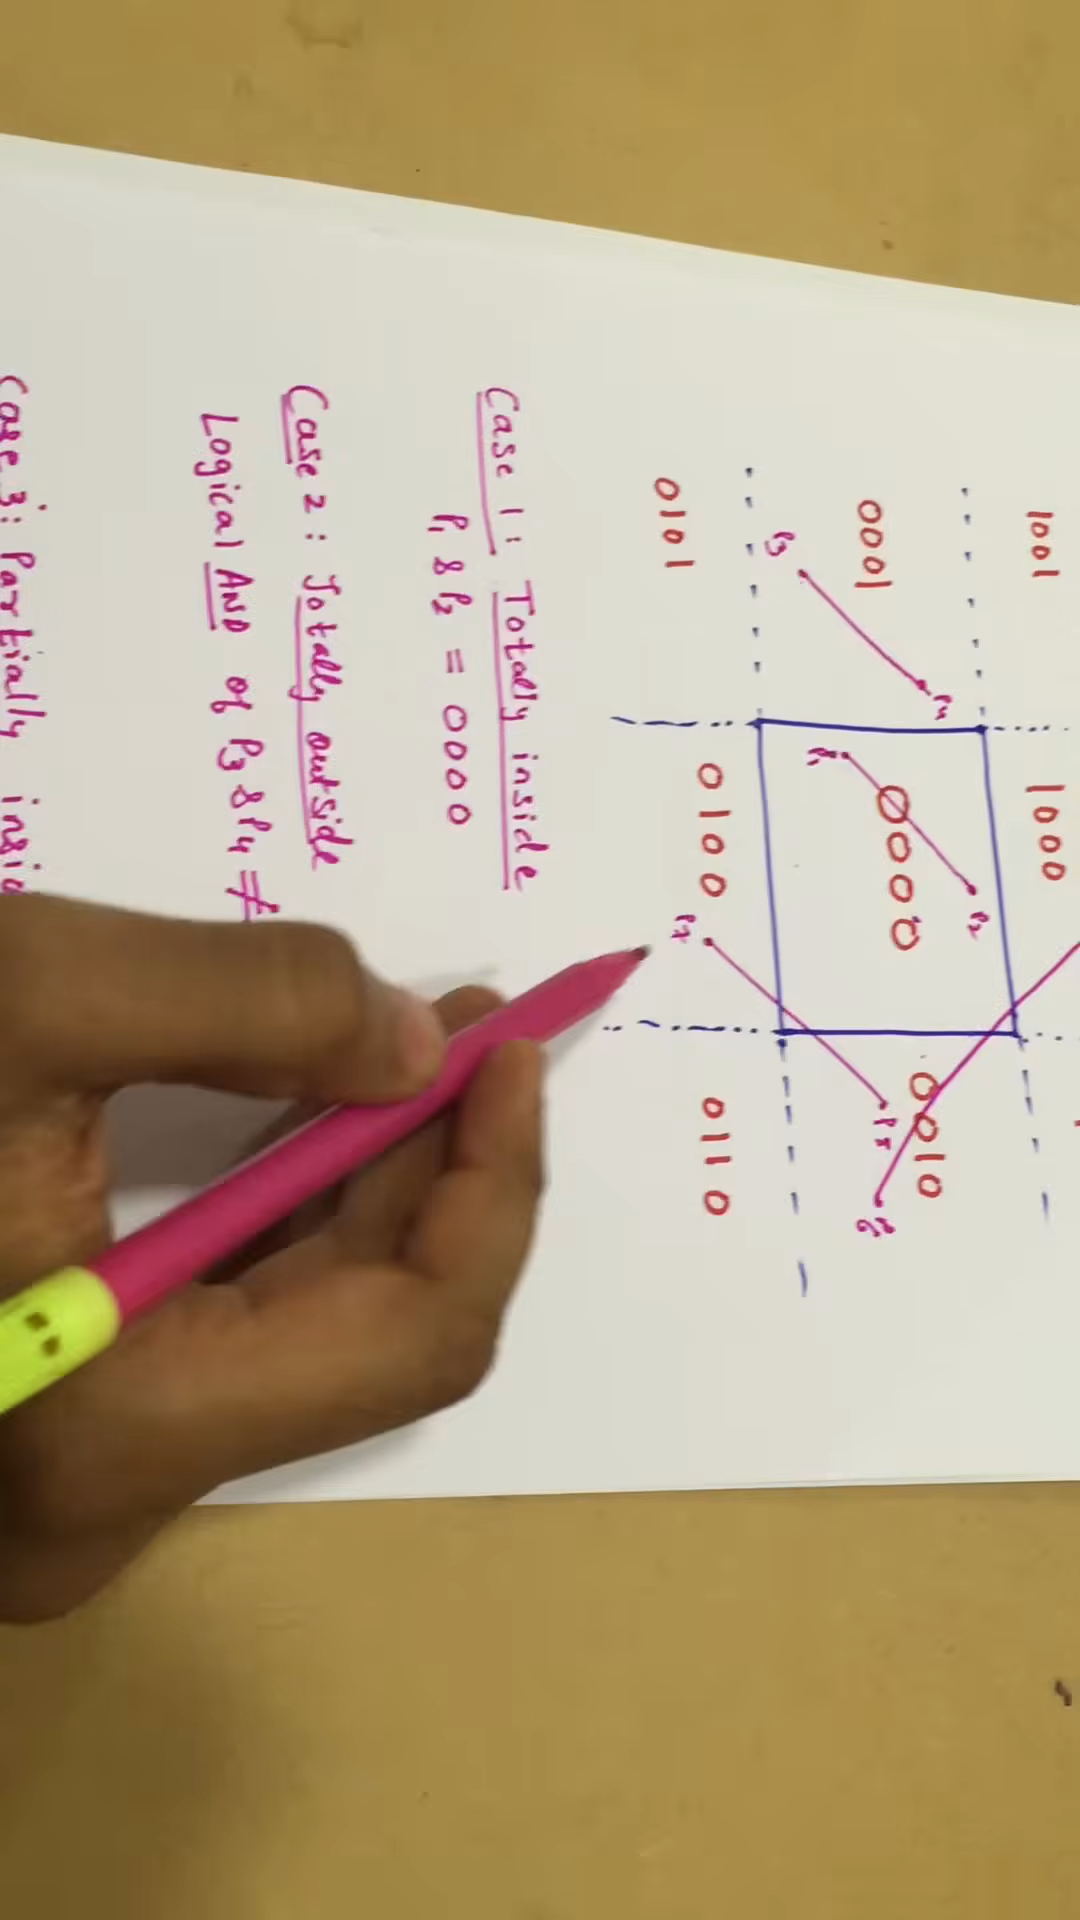 1001 1000
0001 0000 0010
0101 0100 0110
P3 P4
P1 P2
P7
Case 1: Totally inside
P1 & P2 = 0000
Case 2: Totally outside
Logical AND of P3 & P4 ≠
Case 3: Partially